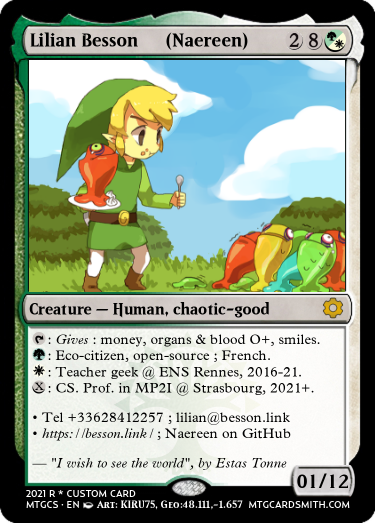 Lilian Besson (Naereen) 2 8
Creature — Human, chaotic-good
: Gives : money, organs & blood O+, smiles.
: Eco-citizen, open-source ; French.
: Teacher geek @ ENS Rennes, 2016-21.
X : CS. Prof. in MP2I @ Strasbourg, 2021+.
• Tel +33628412257 ; lilian@besson.link
• https://besson.link/ ; Naereen on GitHub
— "I wish to see the world", by Estas Tonne
01/12
2021 R * CUSTOM CARD
MTGCS · EN ART: KIRU75, GEO:48.111,-1.657 MTGCARDSMITH.COM